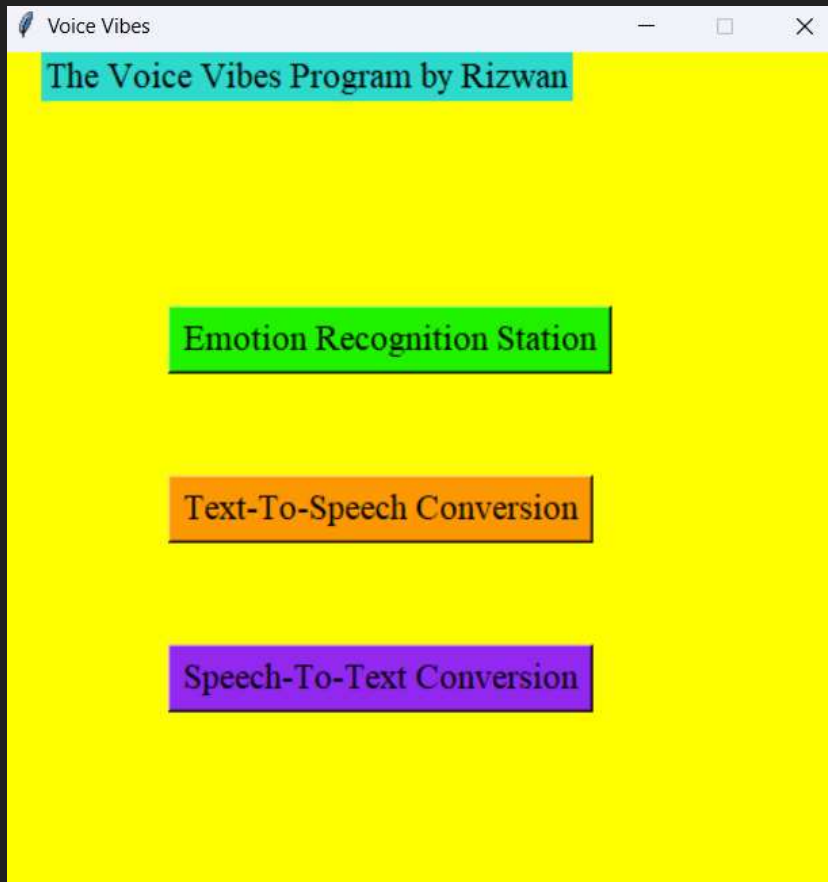 Voice Vibes
The Voice Vibes Program by Rizwan
Emotion Recognition Station
Text-To-Speech Conversion
Speech-To-Text Conversion